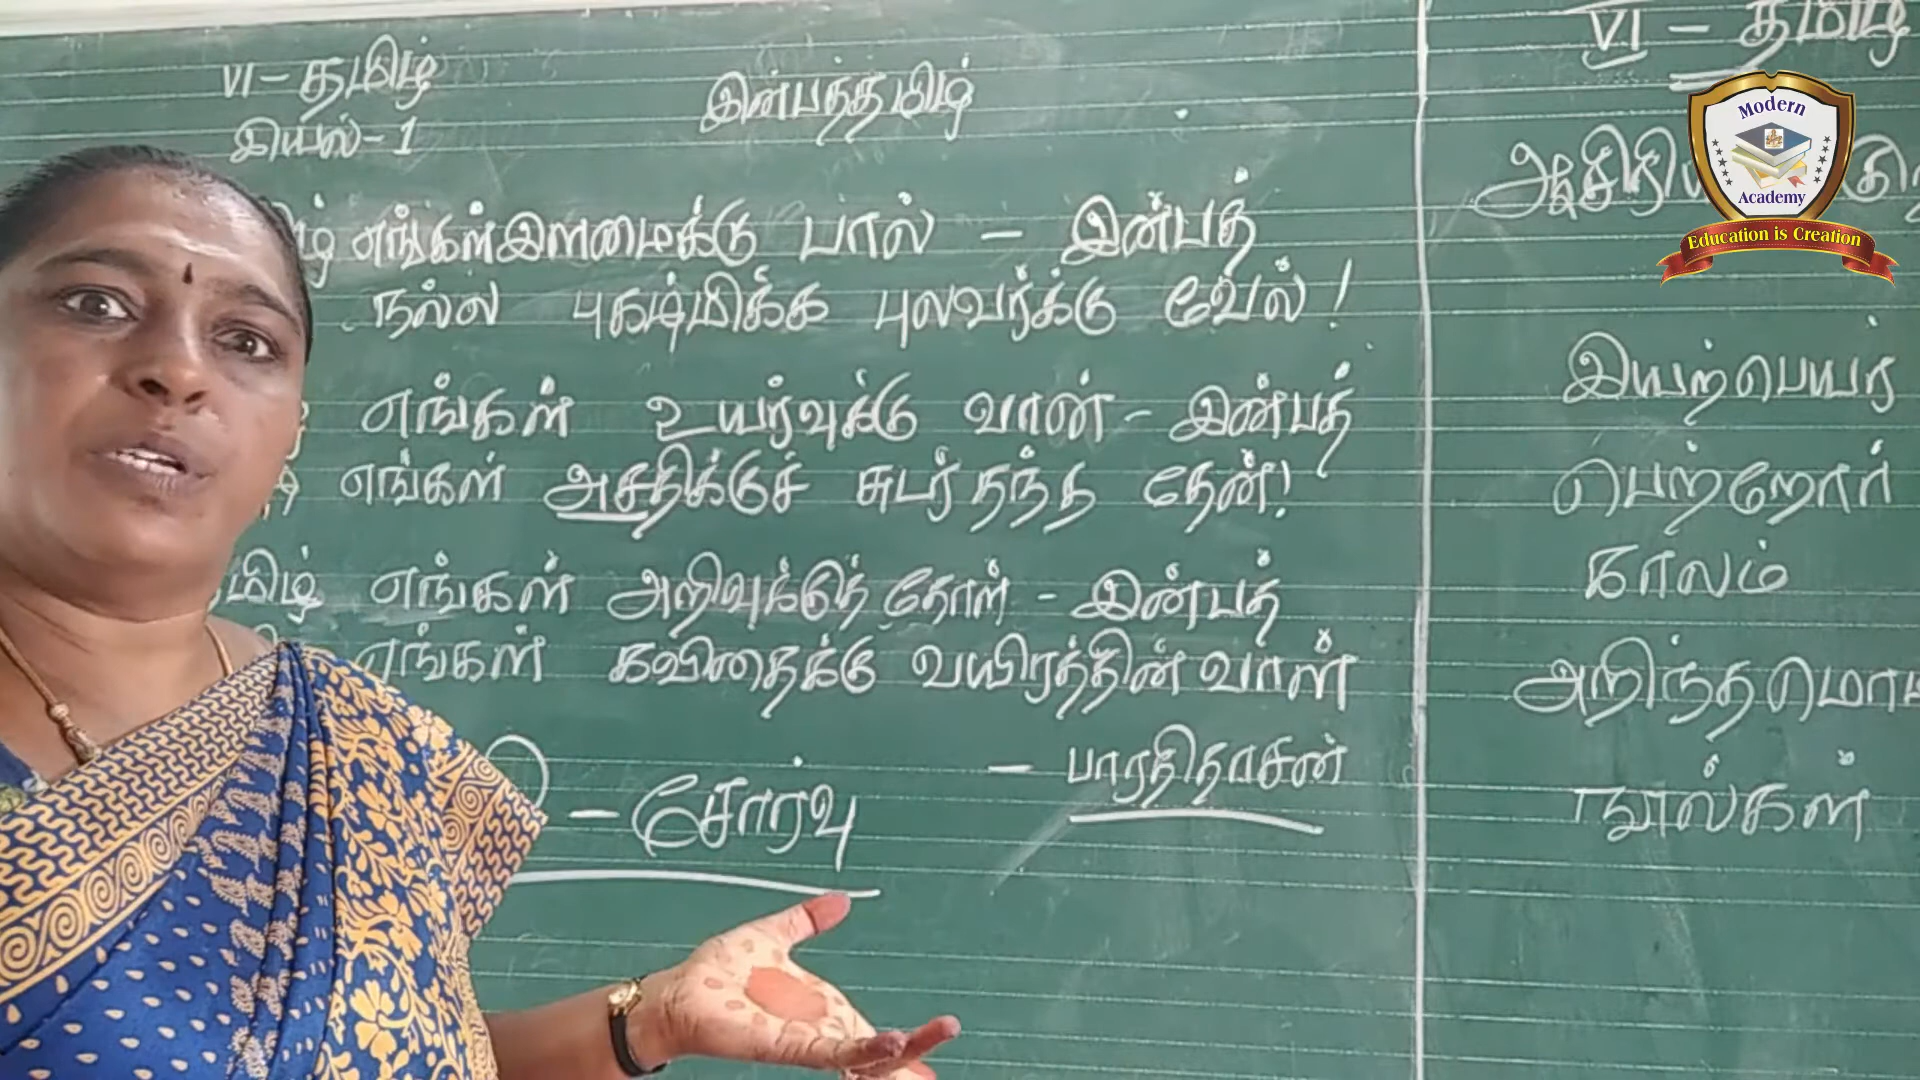 VI - தமிழ்
இயல் - 1
இன்பத்தமிழ்
எங்கள் இளமைக்கு பால் - இன்பத்
நல்ல புகழ்மிக்க புலவர்க்கு வேல்!
எங்கள் உயர்வுக்கு வான் - இன்பத்
எங்கள் அசதிக்குச் சுடர் தந்த தேன்!
எங்கள் அறிவுக்குத் தோள் - இன்பத்
எங்கள் கவிதைக்கு வயிரத்தின் வாள்
- பாரதிதாசன்
- சோர்வு
VI - தமிழ்
இயற்பெயர்
பெற்றோர்
காலம்
நூல்கள்
Modern
Academy
Education is Creation